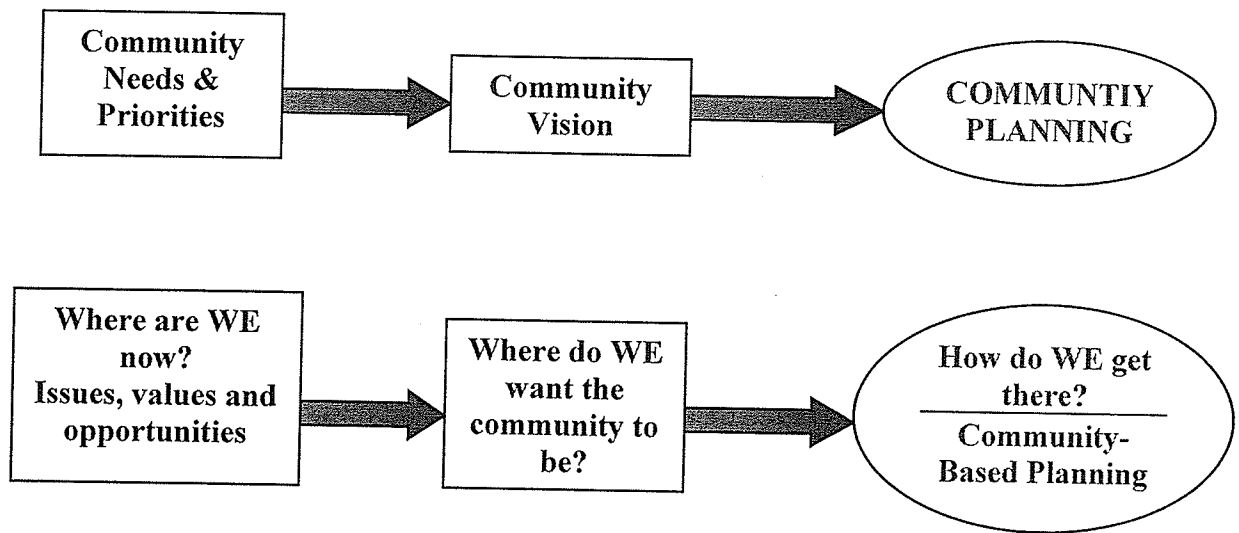 Community
Needs &
Priorities
Community
Vision
COMMUNTIY
PLANNING
Where are WE
now?
Issues, values and
opportunities
Where do WE
want the
community to
be?
How do WE get
there?
Community-
Based Planning